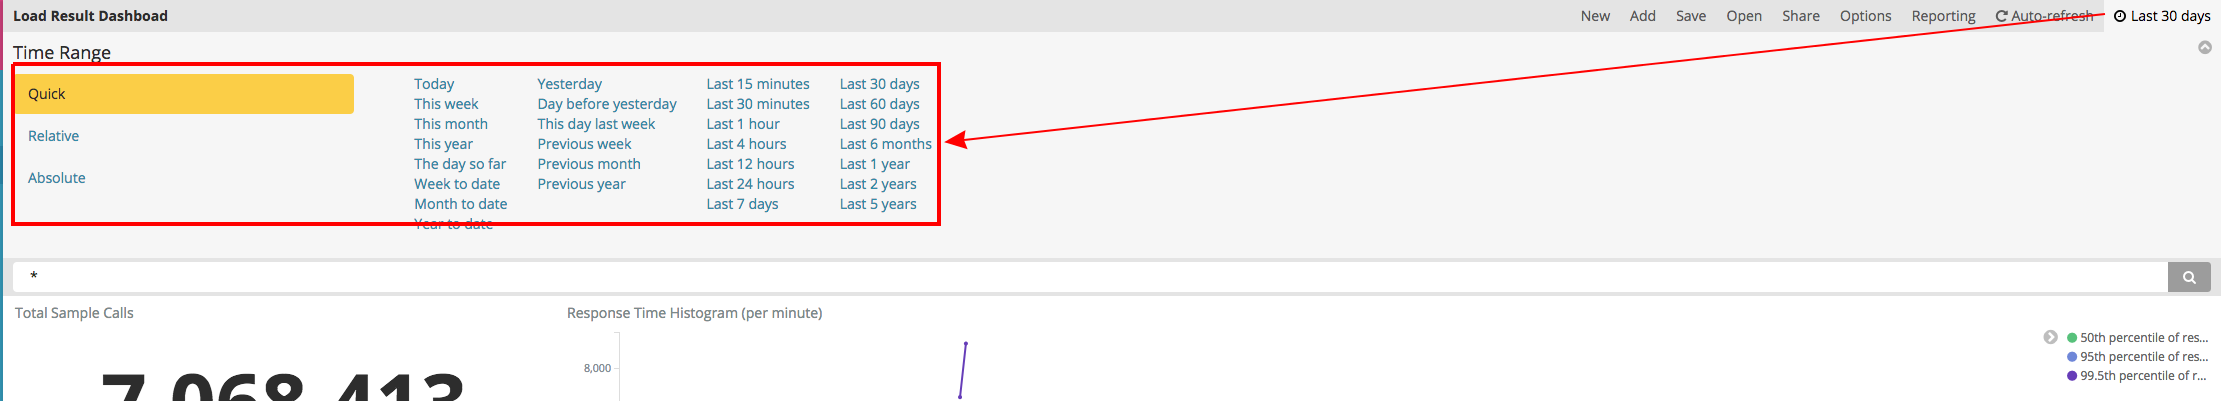 Load Result Dashboad
New Add Save Open Share Options Reporting Auto-refresh Last 30 days
Time Range
Quick
Relative
Absolute
Today
This week
This month
This year
The day so far
Week to date
Month to date
Year to date
Yesterday
Day before yesterday
This day last week
Previous week
Previous month
Previous year
Last 15 minutes
Last 30 minutes
Last 1 hour
Last 4 hours
Last 12 hours
Last 24 hours
Last 7 days
Last 30 days
Last 60 days
Last 90 days
Last 6 months
Last 1 year
Last 2 years
Last 5 years
*
Total Sample Calls
7,068,413
Response Time Histogram (per minute)
8,000
50th percentile of res...
95th percentile of res...
99.5th percentile of r...